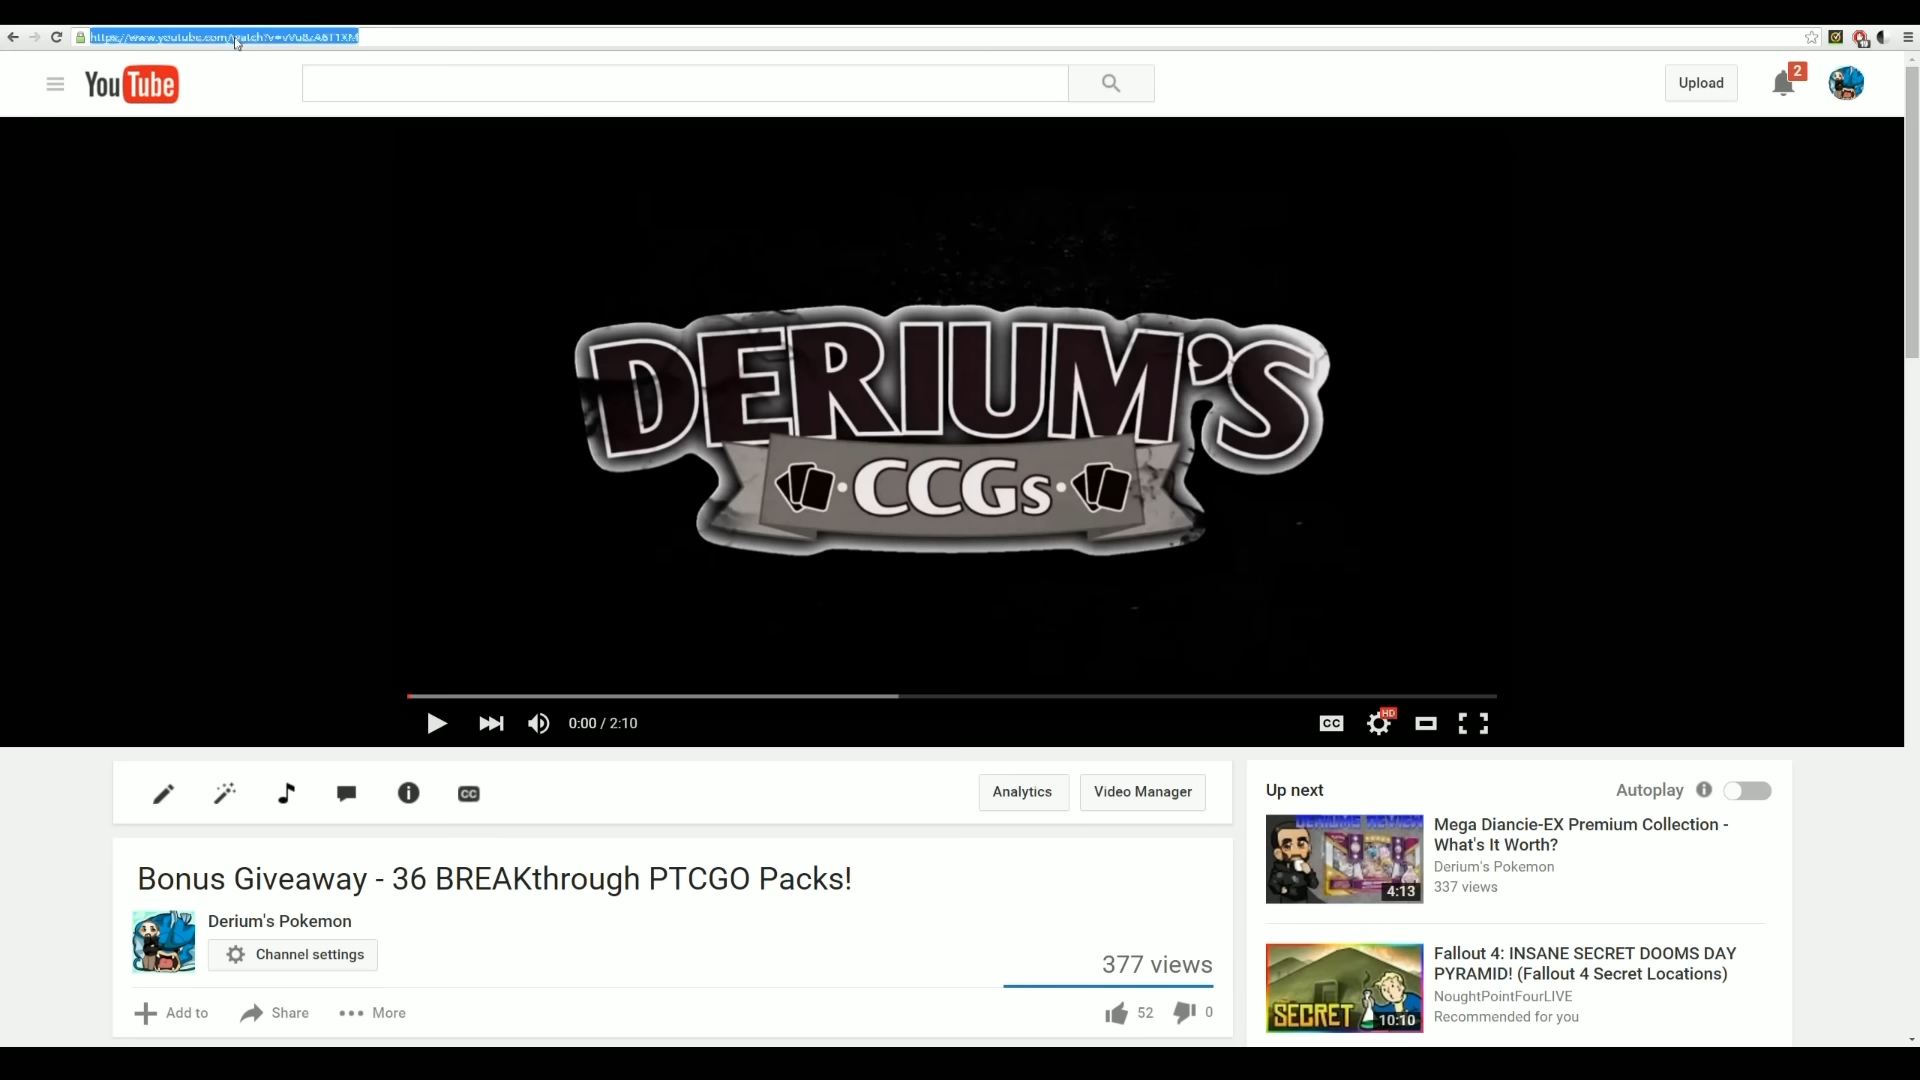 YouTube
Upload
2
DERIUM'S
CCGs
0:00 / 2:10
CC
HD
CC
Analytics
Video Manager
Bonus Giveaway - 36 BREAKthrough PTCGO Packs!
Derium's Pokemon
Channel settings
377 views
Add to
Share
More
52
0
Up next
Autoplay
4:13
Mega Diancie-EX Premium Collection -
What's It Worth?
Derium's Pokemon
337 views
SECRET
10:10
Fallout 4: INSANE SECRET DOOMS DAY
PYRAMID! (Fallout 4 Secret Locations)
NoughtPointFourLIVE
Recommended for you